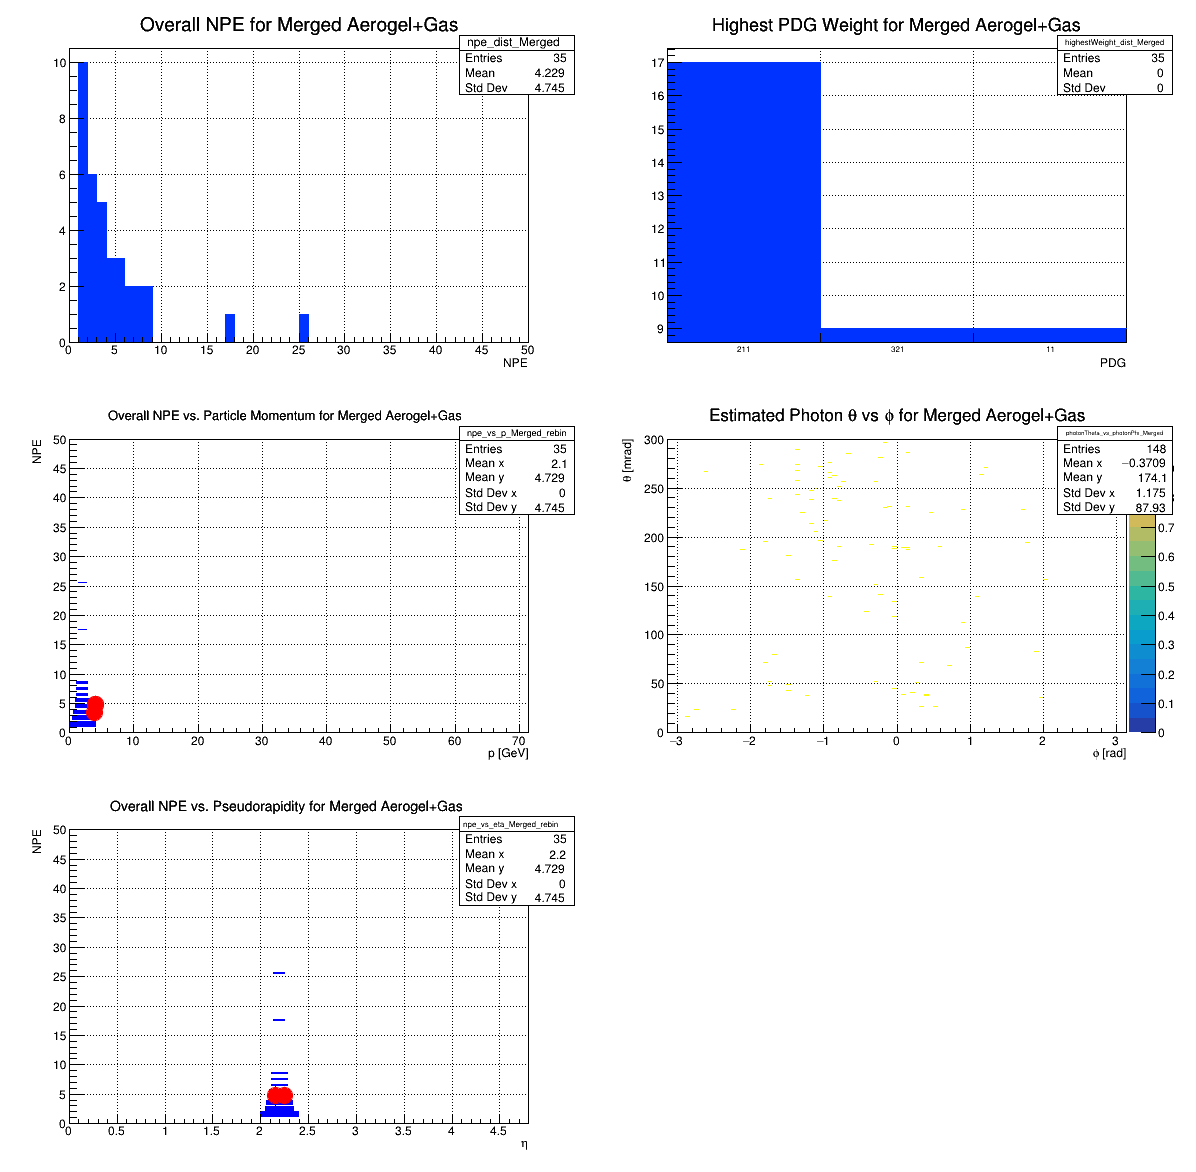 Overall NPE for Merged Aerogel+Gas
npe_dist_Merged
Entries 35
Mean 4.229
Std Dev 4.745
10
8
6
4
2
0
0 5 10 15 20 25 30 35 40 45 50
NPE
Highest PDG Weight for Merged Aerogel+Gas
highestWeight_dist_Merged
Entries 35
Mean 0
Std Dev 0
17
16
15
14
13
12
11
10
9
211 321 11
PDG
Overall NPE vs. Particle Momentum for Merged Aerogel+Gas
npe_vs_p_Merged_rebin
Entries 35
Mean x 2.1
Mean y 4.729
Std Dev x 0
Std Dev y 4.745
NPE
50
45
40
35
30
25
20
15
10
5
0
0 10 20 30 40 50 60 70
p [GeV]
Estimated Photon θ vs ϕ for Merged Aerogel+Gas
photonTheta_vs_photonPhi_Merged
Entries 148
Mean x −0.3709
Mean y 174.1
Std Dev x 1.175
Std Dev y 87.93
θ [mrad]
300
250
200
150
100
50
0
−3 −2 −1 0 1 2 3
ϕ [rad]
0.7
0.6
0.5
0.4
0.3
0.2
0.1
0
Overall NPE vs. Pseudorapidity for Merged Aerogel+Gas
npe_vs_eta_Merged_rebin
Entries 35
Mean x 2.2
Mean y 4.729
Std Dev x 0
Std Dev y 4.745
NPE
50
45
40
35
30
25
20
15
10
5
0
0 0.5 1 1.5 2 2.5 3 3.5 4 4.5
η